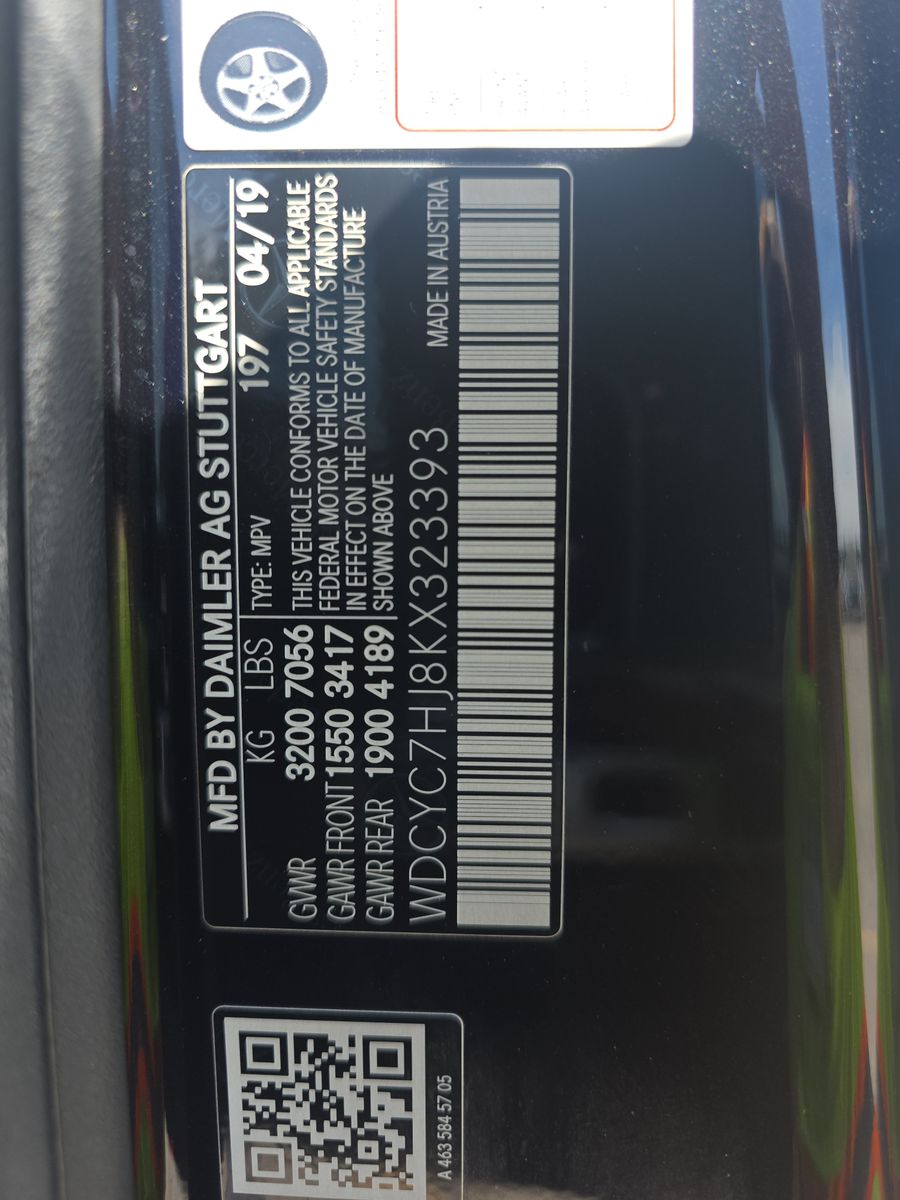 MFD BY DAIMLER AG STUTTGART
KG LBS TYPE: MPV 197 04/19
GVWR 3200 7056
GAWR FRONT 1550 3417
GAWR REAR 1900 4189
THIS VEHICLE CONFORMS TO ALL APPLICABLE
FEDERAL MOTOR VEHICLE SAFETY STANDARDS
IN EFFECT ON THE DATE OF MANUFACTURE
SHOWN ABOVE
WDCYC7HJ8KX323393 MADE IN AUSTRIA
A 463 584 57 05